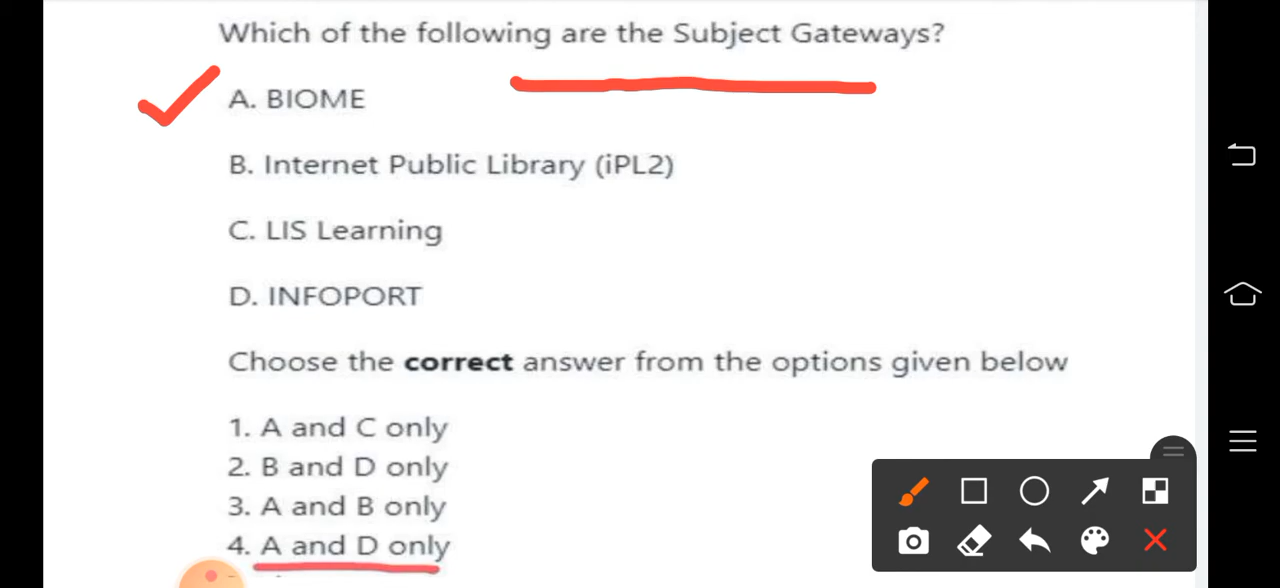 Which of the following are the Subject Gateways?
A. BIOME
B. Internet Public Library (iPL2)
C. LIS Learning
D. INFOPORT
Choose the correct answer from the options given below
1. A and C only
2. B and D only
3. A and B only
4. A and D only